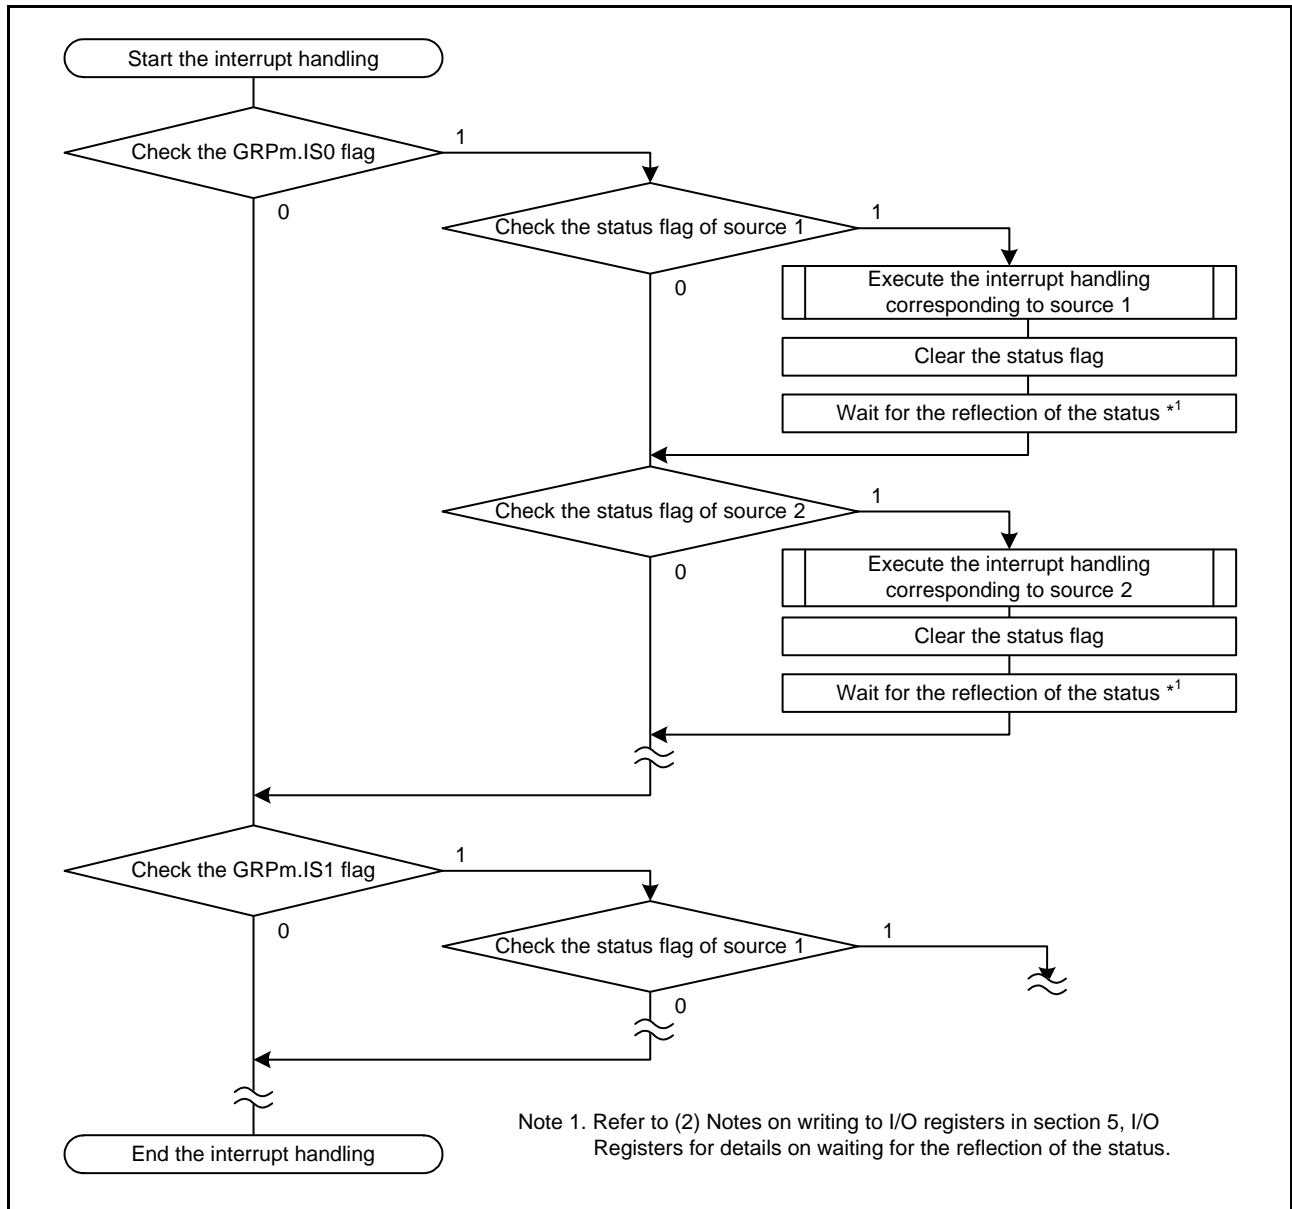 Start the interrupt handling
Check the GRPm.IS0 flag
1
0
Check the status flag of source 1
1
0
Execute the interrupt handling
corresponding to source 1
Clear the status flag
Wait for the reflection of the status *1
Check the status flag of source 2
1
0
Execute the interrupt handling
corresponding to source 2
Clear the status flag
Wait for the reflection of the status *1
Check the GRPm.IS1 flag
1
0
Check the status flag of source 1
1
0
End the interrupt handling
Note 1. Refer to (2) Notes on writing to I/O registers in section 5, I/O
Registers for details on waiting for the reflection of the status.